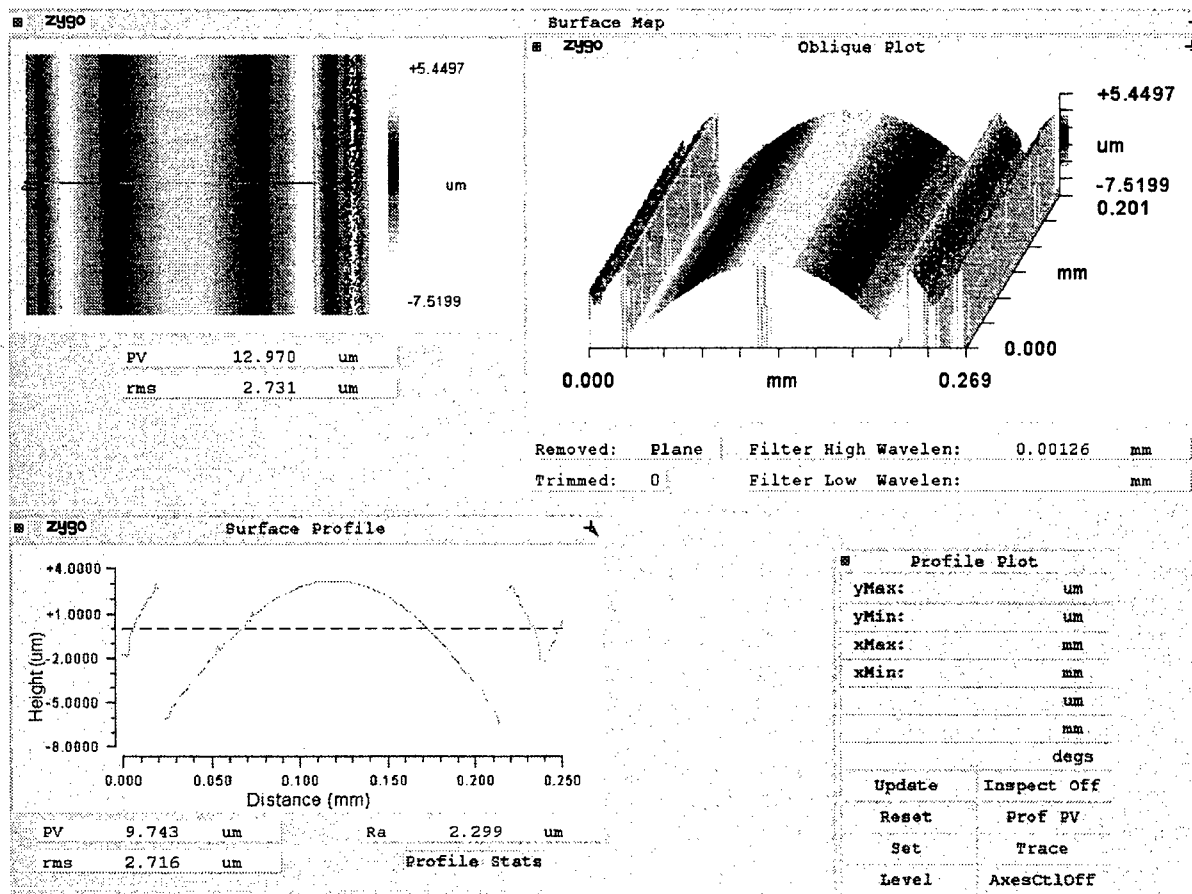 zygo Surface Map
+5.4497
um
-7.5199
PV 12.970 um
rms 2.731 um
zygo Oblique Plot
+5.4497
um
-7.5199
0.201
mm
0.000
0.000 mm 0.269
Removed: Plane Filter High Wavelen: 0.00126 mm
Trimmed: 0 Filter Low Wavelen: mm
zygo Surface Profile
+4.0000
+1.0000
-2.0000
-5.0000
-8.0000
Height (um)
0.000 0.050 0.100 0.150 0.200 0.250
Distance (mm)
PV 9.743 um Ra 2.299 um
rms 2.716 um Profile Stats
Profile Plot
yMax: um
yMin: um
xMax: mm
xMin: mm
um
mm
degs
Update Inspect Off
Reset Prof PV
Set Trace
Level AxesCtlOff